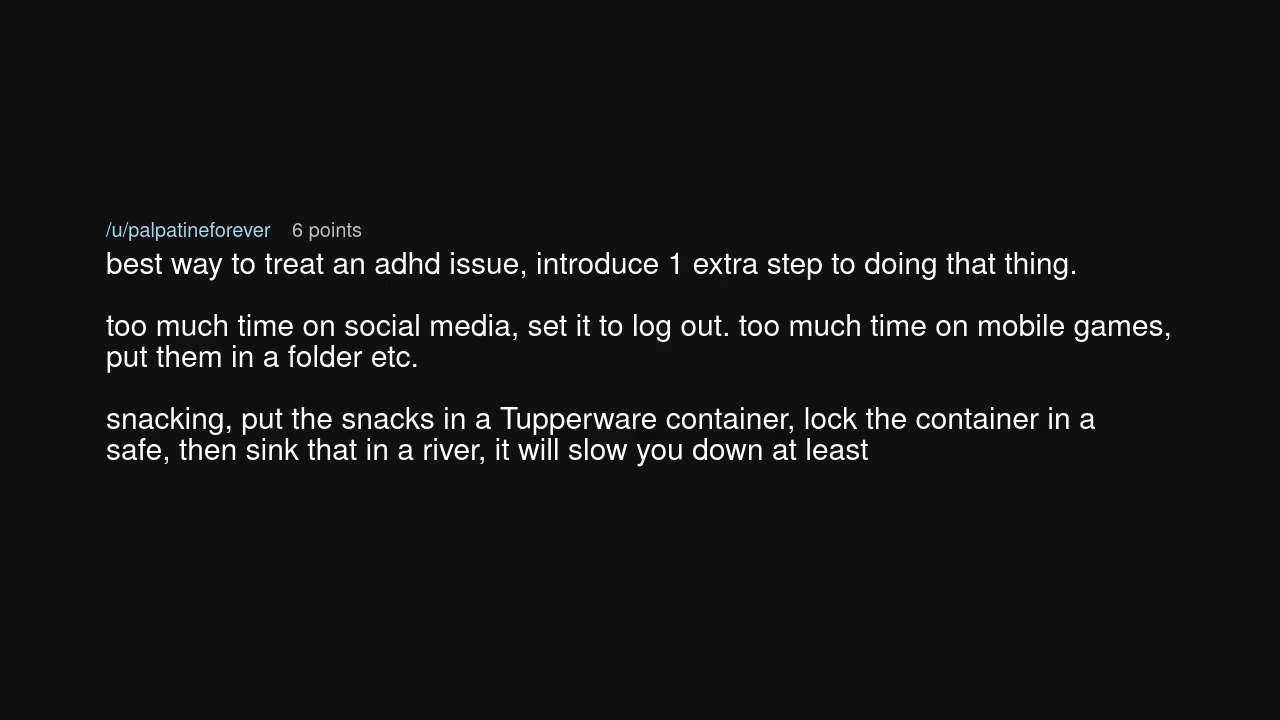 /u/palpatineforever 6 points
best way to treat an adhd issue, introduce 1 extra step to doing that thing.
too much time on social media, set it to log out. too much time on mobile games,
put them in a folder etc.
snacking, put the snacks in a Tupperware container, lock the container in a
safe, then sink that in a river, it will slow you down at least